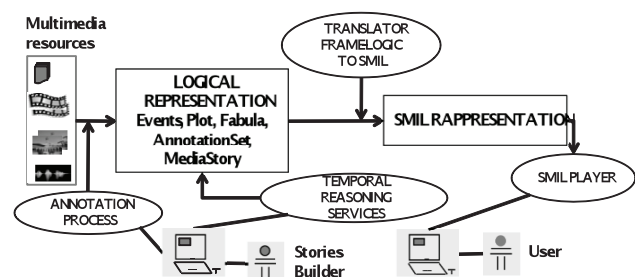 Multimedia
resources
TRANSLATOR
FRAMELOGIC
TO SMIL
LOGICAL
REPRESENTATION
Events, Plot, Fabula,
AnnotationSet,
MediaStory
SMIL RAPPRESENTATION
SMIL PLAYER
ANNOTATION
PROCESS
TEMPORAL
REASONING
SERVICES
Stories
Builder
User